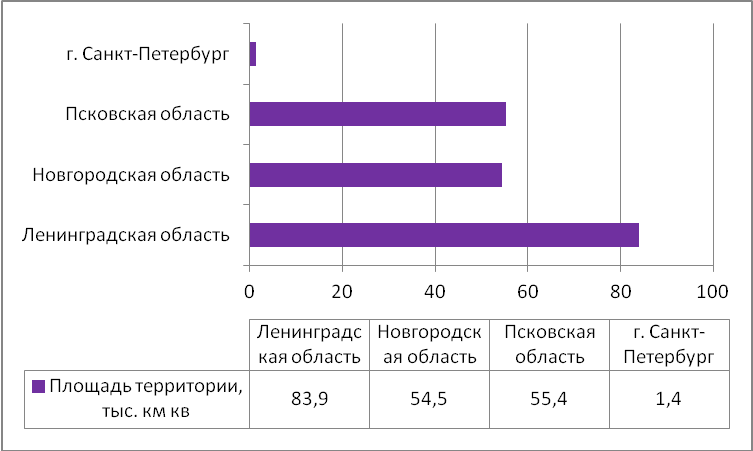 г. Санкт-Петербург
Псковская область
Новгородская область
Ленинградская область
0 20 40 60 80 100
Ленинградс
кая область
Новгородск
ая область
Псковская
область
г. Санкт-
Петербург
Площадь территории,
тыс. км кв
83,9 54,5 55,4 1,4